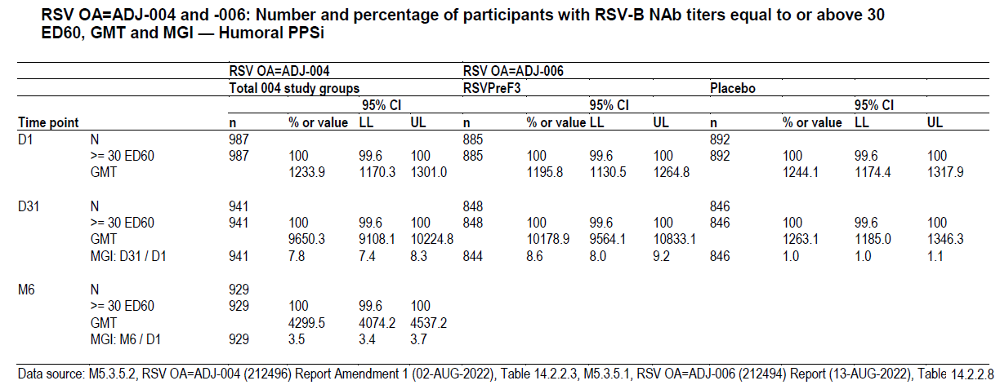 RSV OA=ADJ-004 and -006: Number and percentage of participants with RSV-B NAb titers equal to or above 30
ED60, GMT and MGI — Humoral PPSi
RSV OA=ADJ-004 RSV OA=ADJ-006
Total 004 study groups RSVPreF3 Placebo
95% CI 95% CI 95% CI
Time point n % or value LL UL n % or value LL UL n % or value LL UL
D1 N 987 885 892
>= 30 ED60 987 100 99.6 100 885 100 99.6 100 892 100 99.6 100
GMT 1233.9 1170.3 1301.0 1195.8 1130.5 1264.8 1244.1 1174.4 1317.9
D31 N 941 848 846
>= 30 ED60 941 100 99.6 100 848 100 99.6 100 846 100 99.6 100
GMT 9650.3 9108.1 10224.8 10178.9 9564.1 10833.1 1263.1 1185.0 1346.3
MGI: D31 / D1 941 7.8 7.4 8.3 844 8.6 8.0 9.2 846 1.0 1.0 1.1
M6 N 929
>= 30 ED60 929 100 99.6 100
GMT 4299.5 4074.2 4537.2
MGI: M6 / D1 929 3.5 3.4 3.7
Data source: M5.3.5.2, RSV OA=ADJ-004 (212496) Report Amendment 1 (02-AUG-2022), Table 14.2.2.3, M5.3.5.1, RSV OA=ADJ-006 (212494) Report (13-AUG-2022), Table 14.2.2.8